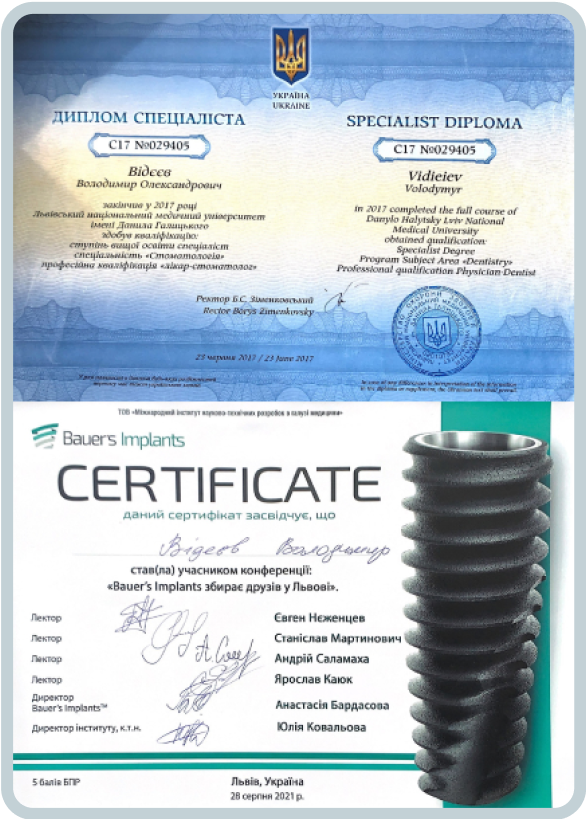 УКРАЇНА
UKRAINE
ДИПЛОМ СПЕЦІАЛІСТА
С17 №029405
Відєєв
Володимир Олександрович
закінчив у 2017 році
Львівський національний медичний університет
імені Данила Галицького
здобув кваліфікацію:
ступінь вищої освіти спеціаліст
спеціальність «Стоматологія»
професійна кваліфікація «лікар-стоматолог»
SPECIALIST DIPLOMA
С17 №029405
Vidieiev
Volodymyr
in 2017 completed the full course of
Danylo Halytsky Lviv National
Medical University
obtained qualification:
Specialist Degree
Program Subject Area «Dentistry»
Professional qualification Physician-Dentist
Ректор Б.С. Зіменковський
Rector Borys Zimenkovsky
23 червня 2017 / 23 June 2017
ТОВ «Міжнародний інститут науково-технічних розробок в галузі медицини»
Bauer's Implants
CERTIFICATE
даний сертифікат засвідчує, що
Відєєв Володимир
став(ла) учасником конференції:
«Bauer's Implants збирає друзів у Львові».
Лектор Євген Нєженцев
Лектор Станіслав Мартинович
Лектор Андрій Саламаха
Лектор Ярослав Каюк
Директор
Bauer's Implants™ Анастасія Бардасова
Директор інституту, к.т.н. Юлія Ковальова
5 балів БПР
Львів, Україна
28 серпня 2021 р.